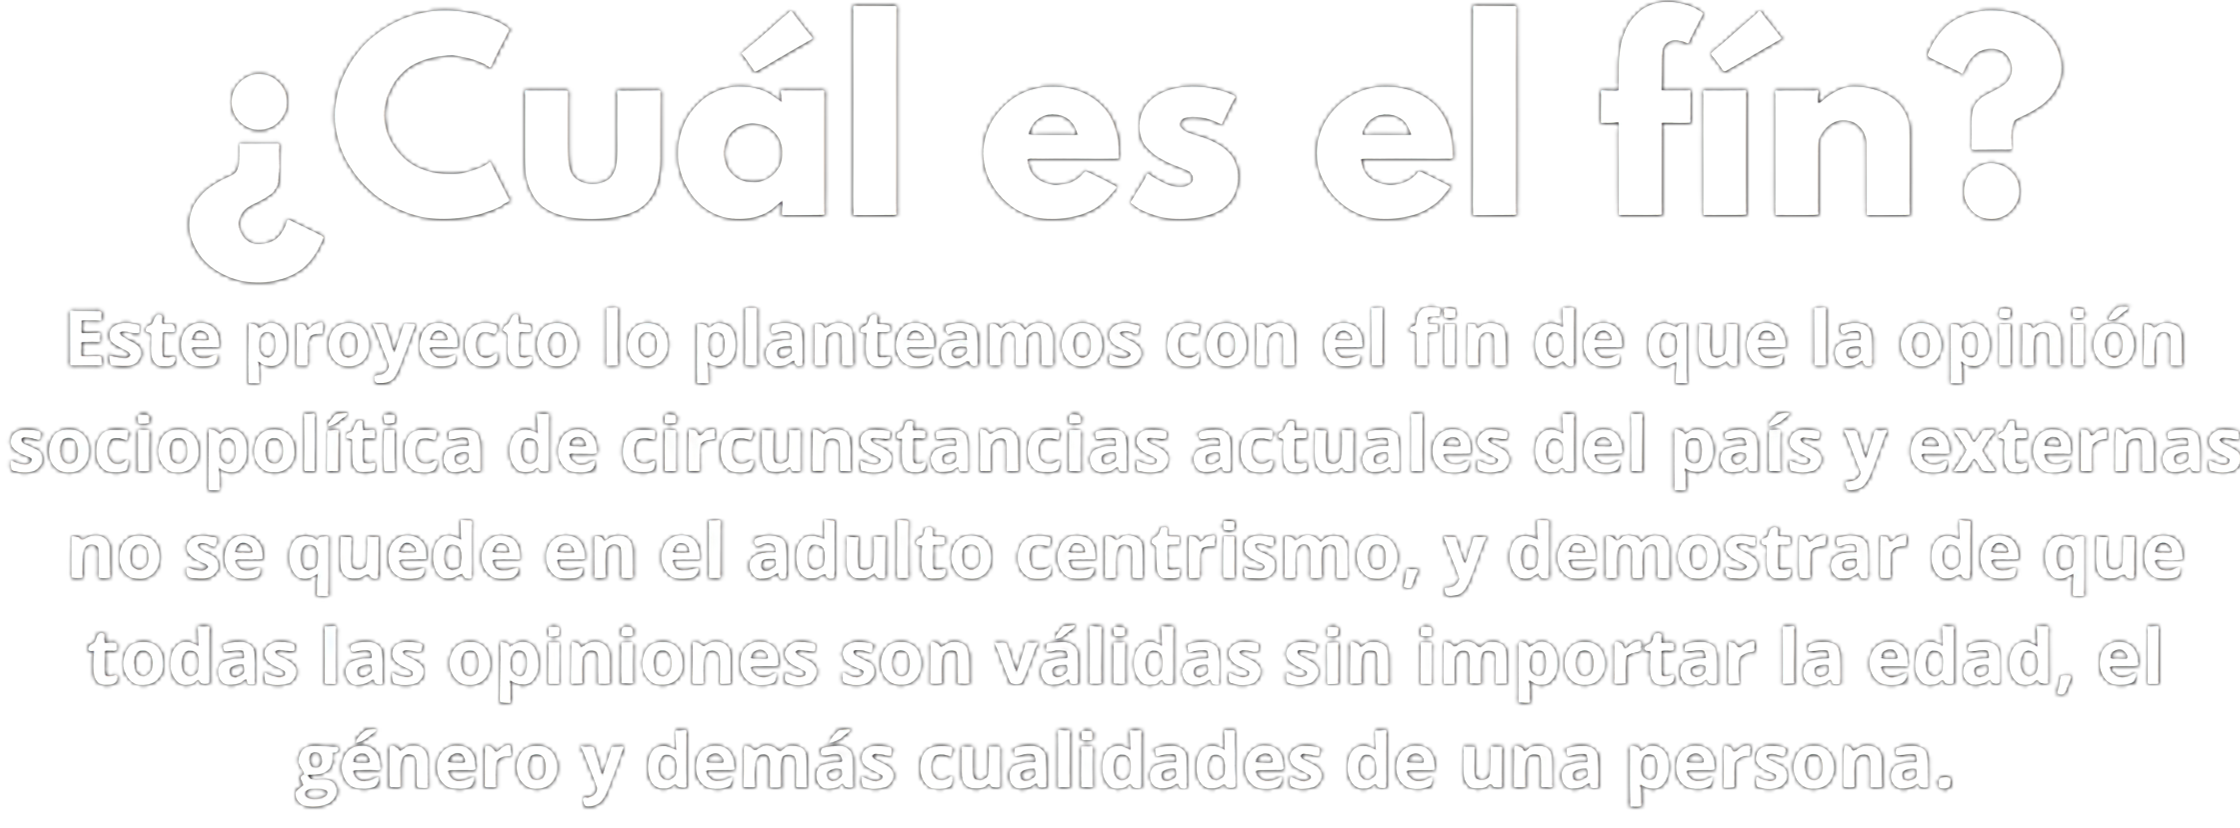 ¿Cuál es el fín?
Este proyecto lo planteamos con el fin de que la opinión
sociopolítica de circunstancias actuales del país y externas
no se quede en el adulto centrismo, y demostrar de que
todas las opiniones son válidas sin importar la edad, el
género y demás cualidades de una persona.